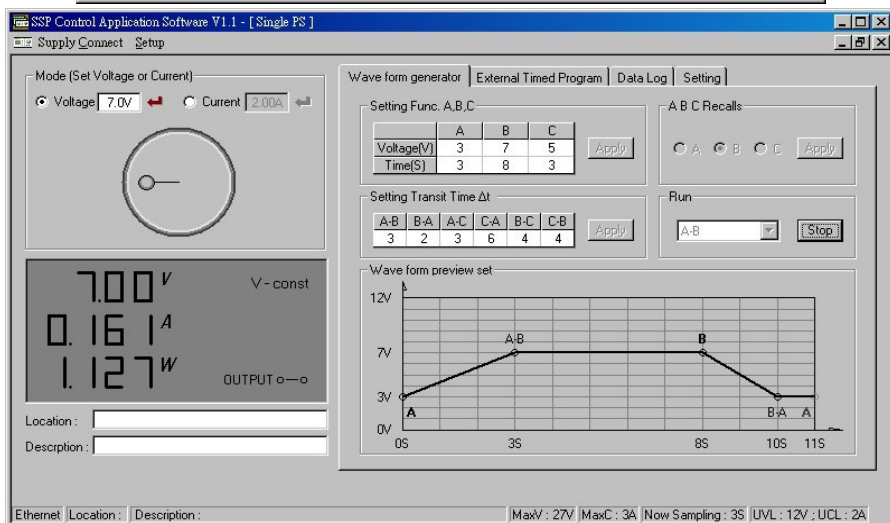 SSP Control Application Software V1.1 - [ Single PS ]
Supply Connect Setup
Mode (Set Voltage or Current)
Voltage 7.0V Current 2.00A
7.00 V V-const
0.161 A
1.127 W OUTPUT
Location :
Descrption :
Wave form generator External Timed Program Data Log Setting
Setting Func. A,B,C
A B C
Voltage(V) 3 7 5
Time(S) 3 8 3
Apply
A B C Recalls
A B C Apply
Setting Transit Time Δt
A-B B-A A-C C-A B-C C-B
3 2 3 6 4 4
Apply
Run
A-B Stop
Wave form preview set
12V
A-B B
7V
3V
A B-A A
0V
0S 3S 8S 10S 11S
Ethernet Location : Description : MaxV : 27V MaxC : 3A Now Sampling : 3S UVL : 12V ; UCL : 2A